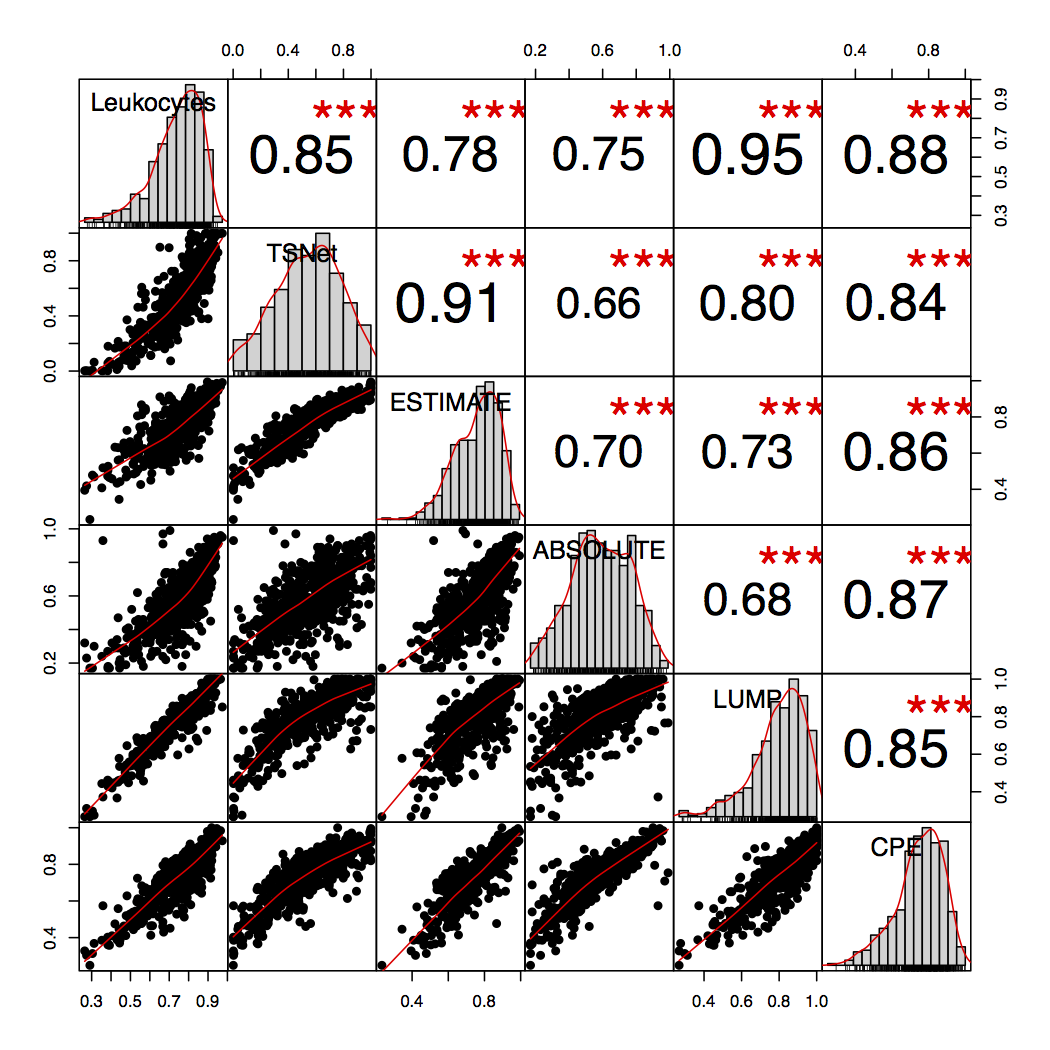 0.0 0.4 0.8 0.2 0.6 1.0 0.4 0.8
Leukocytes *** *** *** *** *** 0.9
0.85 0.78 0.75 0.95 0.88 0.7
0.5
0.3
TSNet *** *** *** ***
0.8 0.91 0.66 0.80 0.84
0.4
0.0
ESTIMATE *** *** *** 0.8
0.70 0.73 0.86
0.4
1.0 ABSOLUTE *** ***
0.6 0.68 0.87
0.2
LUMP *** 1.0
0.85 0.8
0.6
0.4
CPE
0.8
0.4
0.3 0.5 0.7 0.9 0.4 0.8 0.4 0.6 0.8 1.0